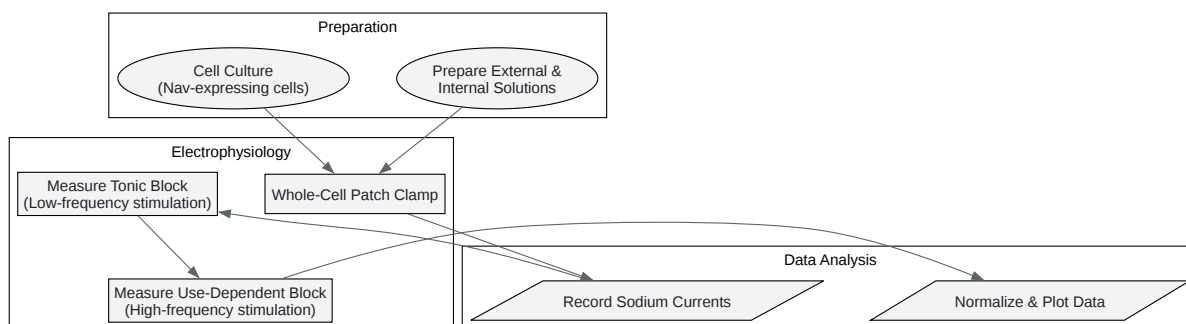 Preparation
Cell Culture
(Nav-expressing cells)
Prepare External &
Internal Solutions
Electrophysiology
Measure Tonic Block
(Low-frequency stimulation)
Whole-Cell Patch Clamp
Measure Use-Dependent Block
(High-frequency stimulation)
Data Analysis
Record Sodium Currents
Normalize & Plot Data